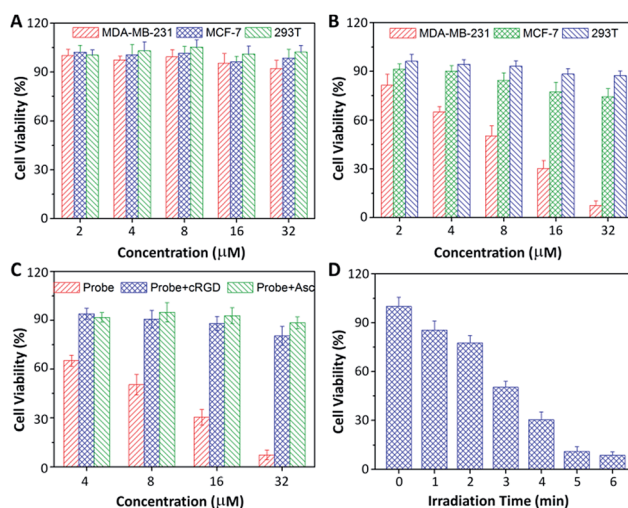 A
MDA-MB-231 MCF-7 293T
120
90
60
30
0
Cell Viability (%)
2 4 8 16 32
Concentration (μM)
B
MDA-MB-231 MCF-7 293T
120
90
60
30
0
Cell Viability (%)
2 4 8 16 32
Concentration (μM)
C
Probe Probe+cRGD Probe+Asc
120
90
60
30
0
Cell Viability (%)
4 8 16 32
Concentration (μM)
D
120
90
60
30
0
Cell Viability (%)
0 1 2 3 4 5 6
Irradiation Time (min)